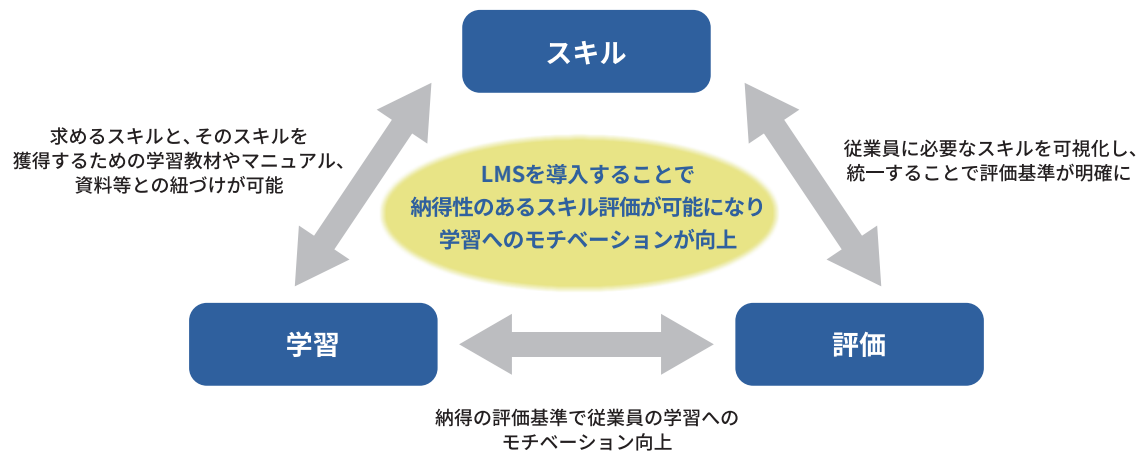 スキル
求めるスキルと、そのスキルを
獲得するための学習教材やマニュアル、
資料等との紐づけが可能
LMSを導入することで
納得性のあるスキル評価が可能になり
学習へのモチベーションが向上
従業員に必要なスキルを可視化し、
統一することで評価基準が明確に
学習
評価
納得の評価基準で従業員の学習への
モチベーション向上